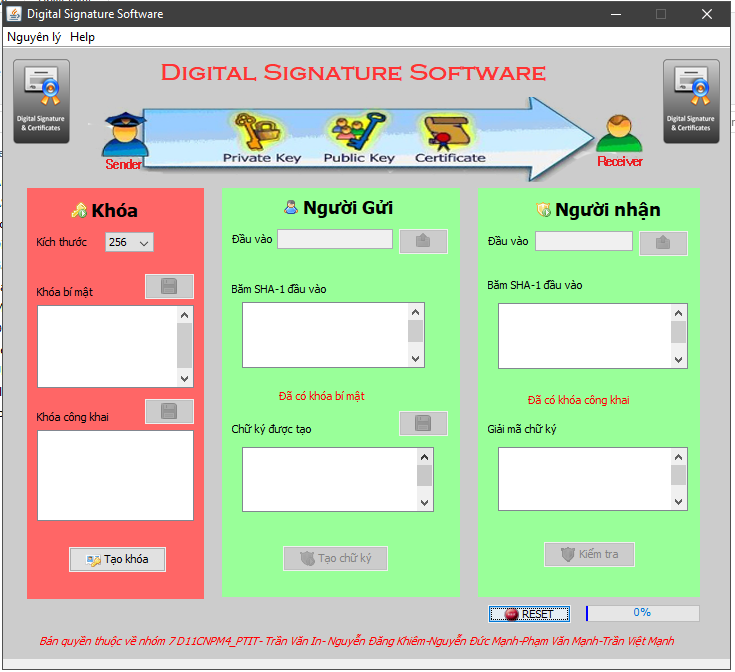 Digital Signature Software
Nguyên lý Help
DIGITAL SIGNATURE SOFTWARE
Digital Signature
& Certificates
Digital Signature
& Certificates
Sender
Private Key
Public Key
Certificate
Receiver
Khóa
Kích thước 256
Khóa bí mật
Khóa công khai
Tạo khóa
Người Gửi
Đầu vào
Băm SHA-1 đầu vào
Đã có khóa bí mật
Chữ ký được tạo
Tạo chữ ký
Người nhận
Đầu vào
Băm SHA-1 đầu vào
Đã có khóa công khai
Giải mã chữ ký
Kiểm tra
RESET 0%
Bản quyền thuộc về nhóm 7 D11CNPM4_PTIT- Trần Văn In- Nguyễn Đăng Khiêm-Nguyễn Đức Mạnh-Phạm Văn Mạnh-Trần Việt Mạnh